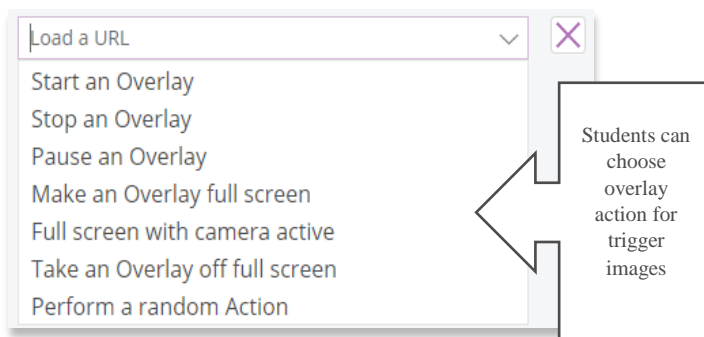 Load a URL
Start an Overlay
Stop an Overlay
Pause an Overlay
Make an Overlay full screen
Full screen with camera active
Take an Overlay off full screen
Perform a random Action
Students can
choose
overlay
action for
trigger
images